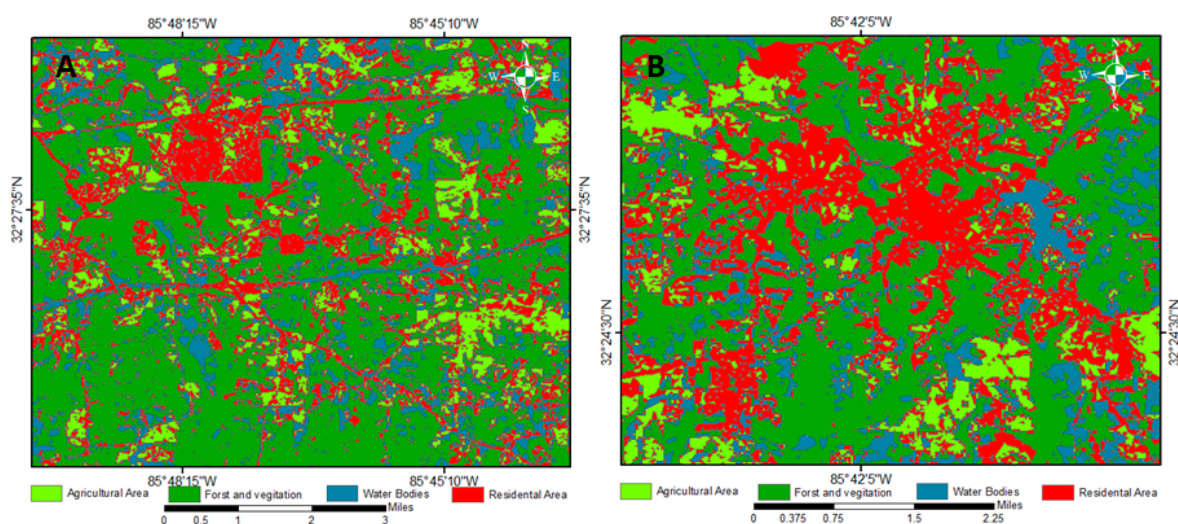 85°48'15"W 85°45'10"W
A
N
W E
S
32°27'35"N 32°27'35"N
85°48'15"W 85°45'10"W
Agricultural Area Forst and vegitation Water Bodies Residental Area
Miles
0 0.5 1 2 3
85°42'5"W
B
N
W E
S
32°24'30"N 32°24'30"N
85°42'5"W
Agricultural Area Forst and vegitation Water Bodies Residental Area
Miles
0 0.375 0.75 1.5 2.25